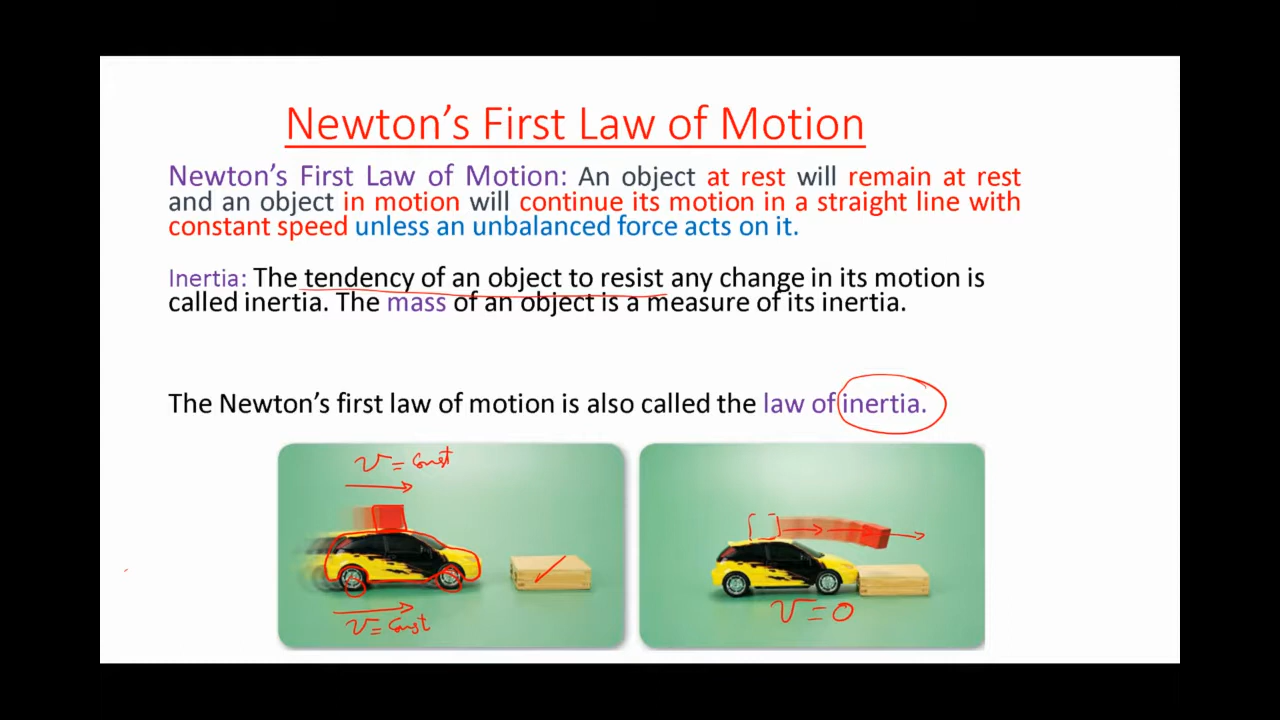 Newton's First Law of Motion
Newton's First Law of Motion: An object at rest will remain at rest
and an object in motion will continue its motion in a straight line with
constant speed unless an unbalanced force acts on it.
Inertia: The tendency of an object to resist any change in its motion is
called inertia. The mass of an object is a measure of its inertia.
The Newton's first law of motion is also called the law of inertia.
v = const
v = const
v = 0